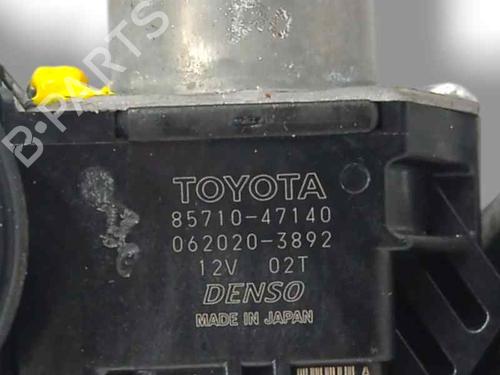 B-PARTS
TOYOTA
85710-47140
062020-3892
12V 02T
DENSO
MADE IN JAPAN
A